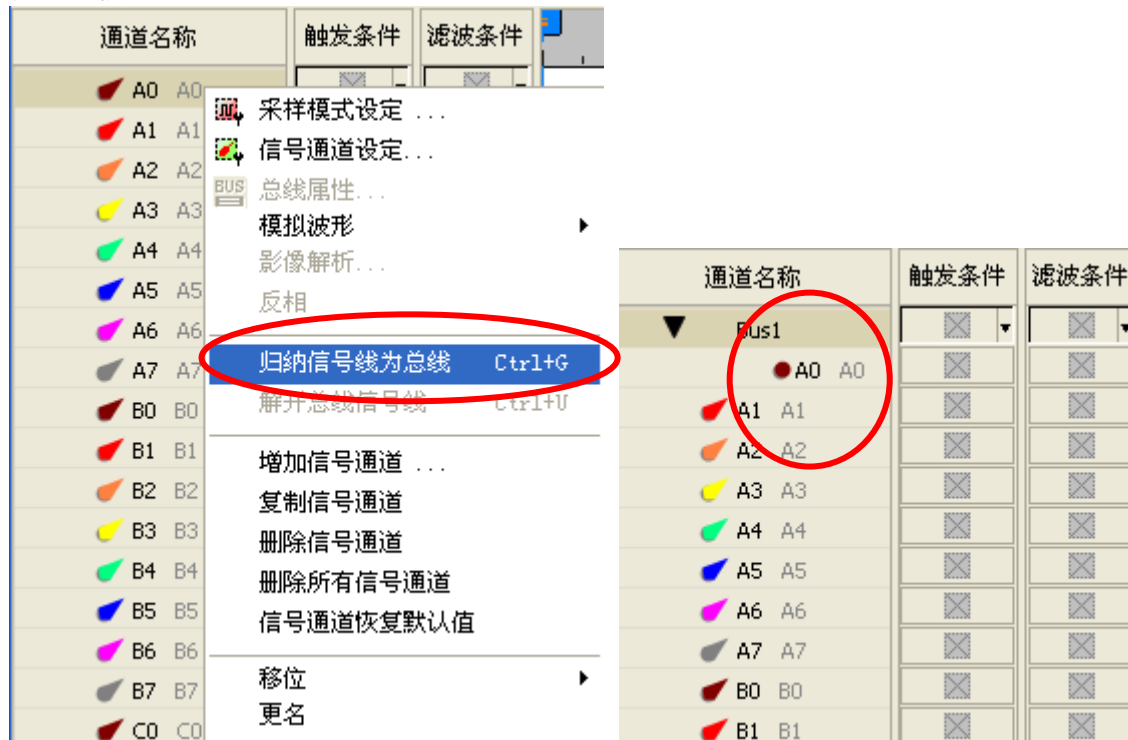 通道名称 触发条件 滤波条件
A0 A0
A1 A1
A2 A2
A3 A3
A4 A4
A5 A5
A6 A6
A7 A7
B0 B0
B1 B1
B2 B2
B3 B3
B4 B4
B5 B5
B6 B6
B7 B7
C0 C0
采样模式设定 ...
信号通道设定...
BUS 总线属性...
模拟波形
影像解析...
反相
归纳信号线为总线 Ctrl+G
解开总线信号线 Ctrl+U
增加信号通道 ...
复制信号通道
删除信号通道
删除所有信号通道
信号通道恢复默认值
移位
更名
通道名称 触发条件 滤波条件
Bus1
A0 A0
A1 A1
A2 A2
A3 A3
A4 A4
A5 A5
A6 A6
A7 A7
B0 B0
B1 B1